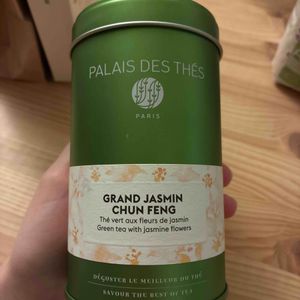 PALAIS DES THÉS
PARIS
GRAND JASMIN
CHUN FENG
Thé vert aux fleurs de jasmin
Green tea with jasmine flowers
DÉGUSTER LE MEILLEUR DU THÉ
SAVOUR THE BEST OF TEA